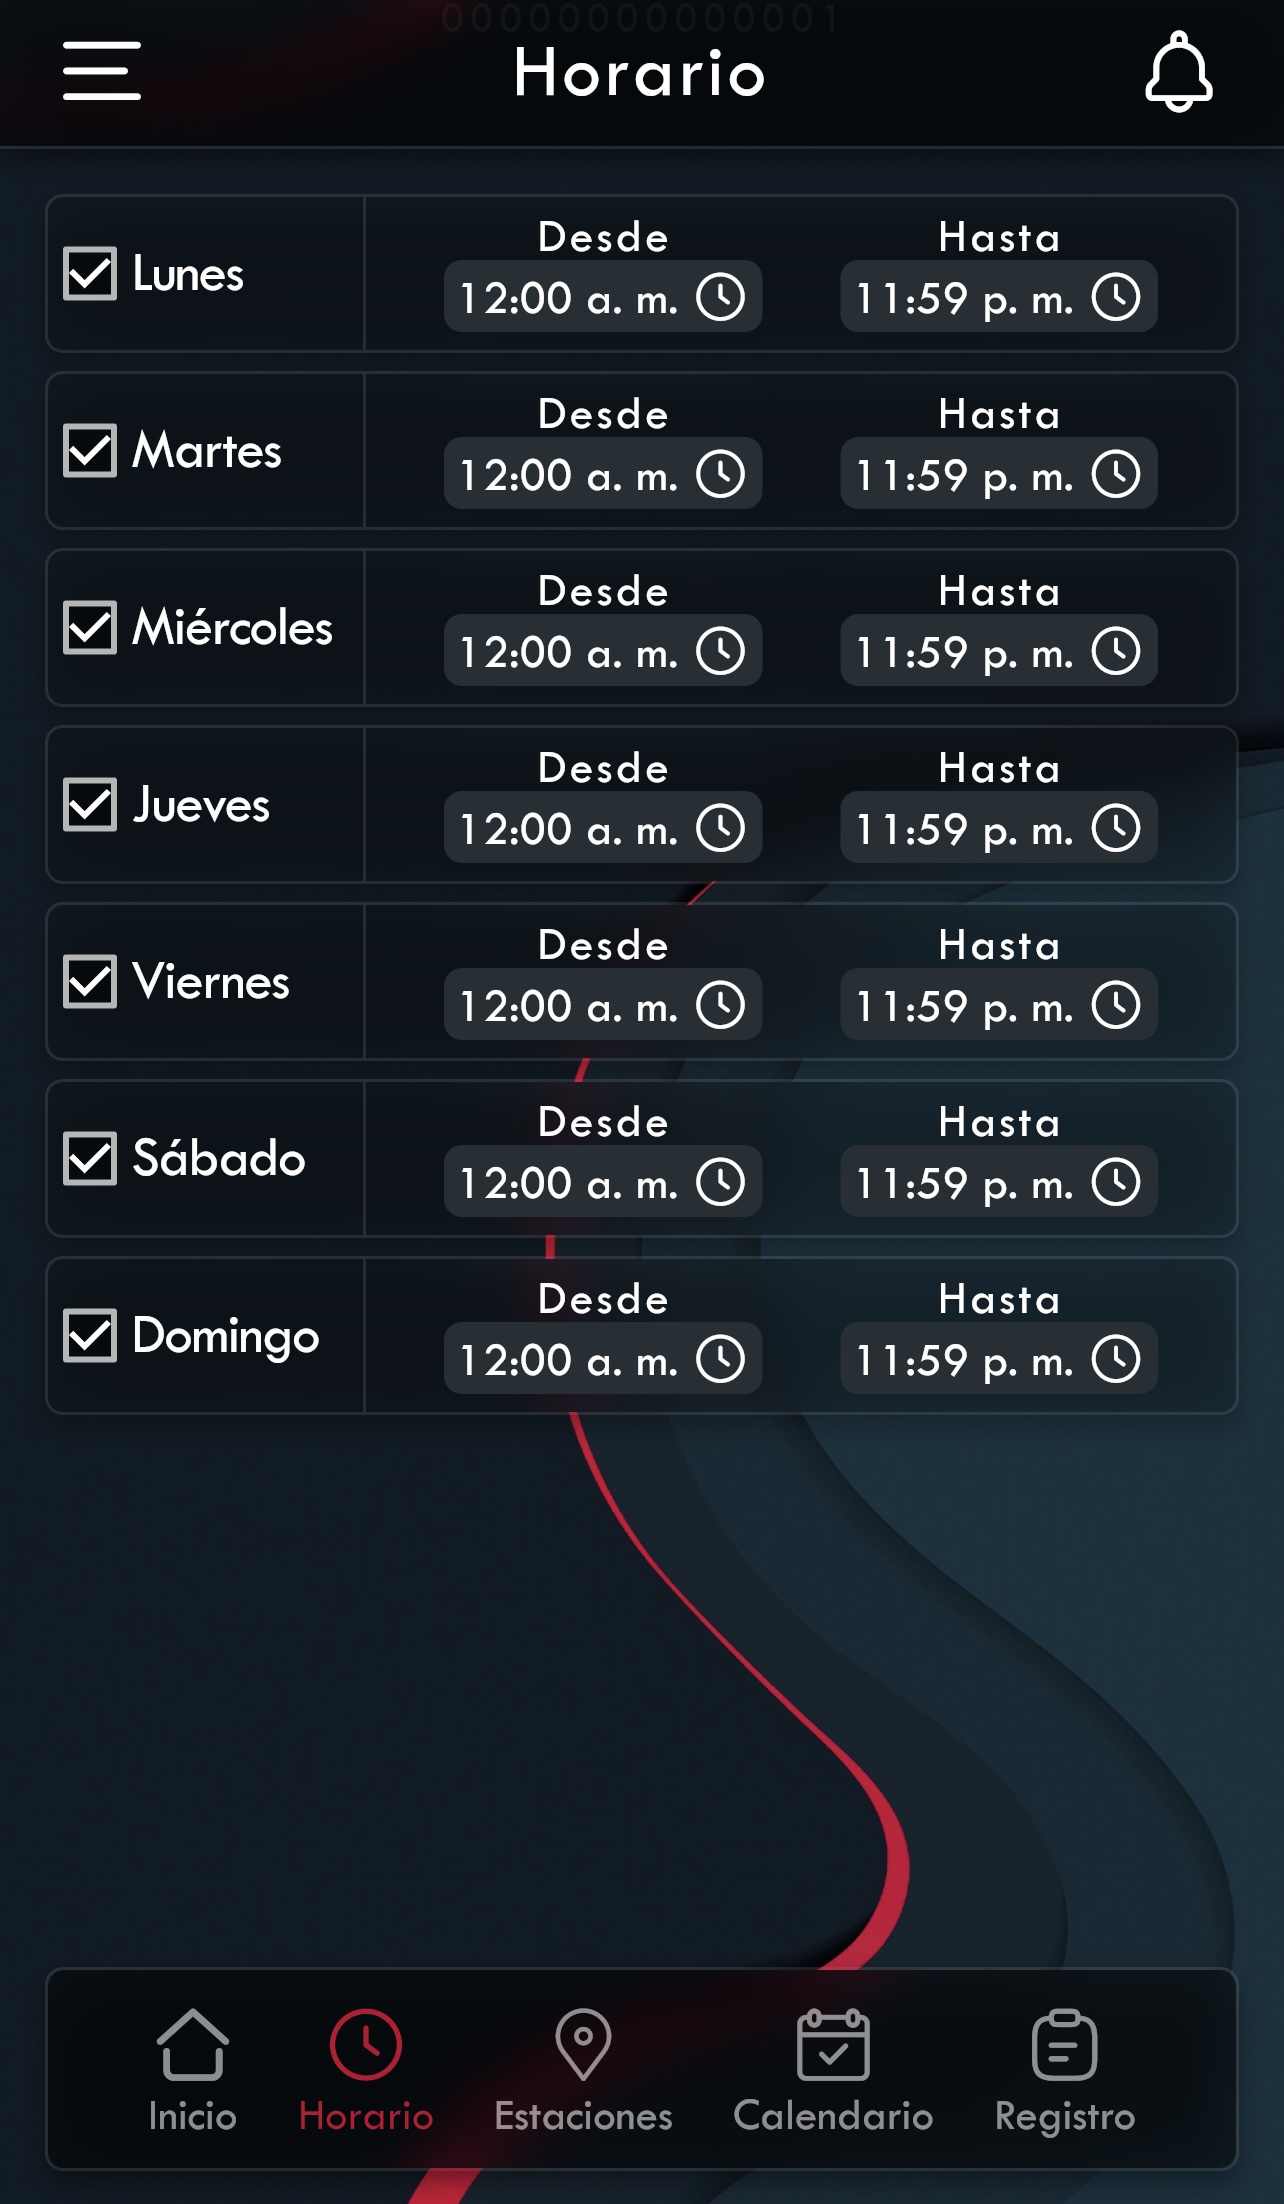 00000000000001
Horario
Desde Hasta
Lunes 12:00 a. m. 11:59 p. m.
Desde Hasta
Martes 12:00 a. m. 11:59 p. m.
Desde Hasta
Miércoles 12:00 a. m. 11:59 p. m.
Desde Hasta
Jueves 12:00 a. m. 11:59 p. m.
Desde Hasta
Viernes 12:00 a. m. 11:59 p. m.
Desde Hasta
Sábado 12:00 a. m. 11:59 p. m.
Desde Hasta
Domingo 12:00 a. m. 11:59 p. m.
Inicio Horario Estaciones Calendario Registro